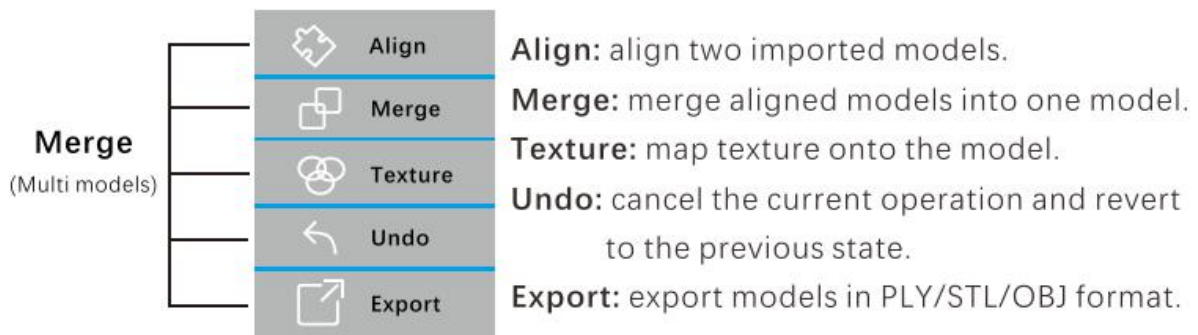 Merge
(Multi models)
Align
Merge
Texture
Undo
Export
Align: align two imported models.
Merge: merge aligned models into one model.
Texture: map texture onto the model.
Undo: cancel the current operation and revert
to the previous state.
Export: export models in PLY/STL/OBJ format.